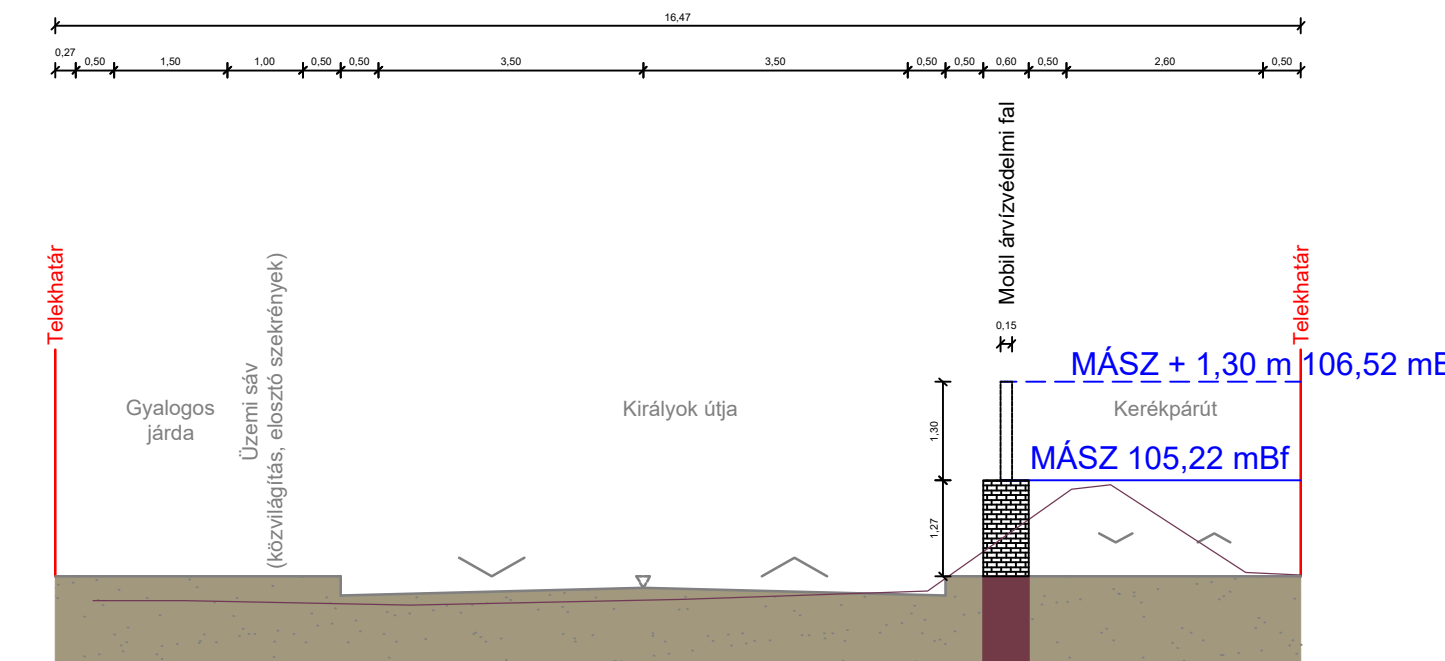 16,47
0,27
0,50
1,50
1,00
0,50
0,50
3,50
3,50
0,50
0,50
0,60
0,50
2,60
0,50
Telekhatár
Gyalogos
járda
Üzemi sáv
(közvilágítás, elosztó szekrények)
Királyok útja
Mobil árvízvédelmi fal
0,15
1,30
1,27
MÁSZ + 1,30 m 106,52 mB
Kerékpárút
MÁSZ 105,22 mBf
Telekhatár